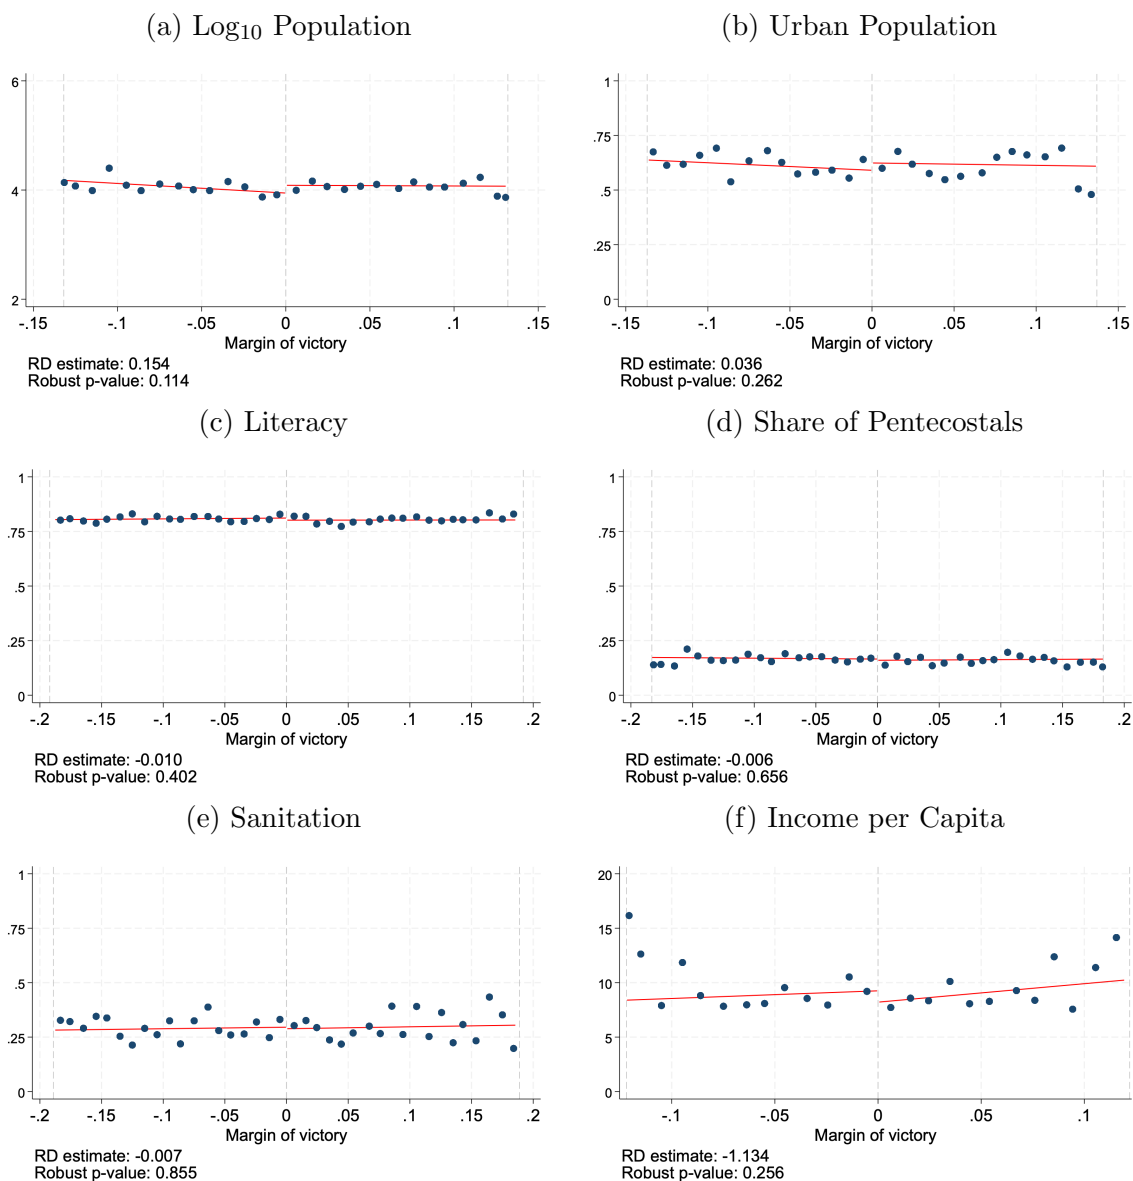 (a) Log10 Population
6
4
2
-.15 -.1 -.05 0 .05 .1 .15
Margin of victory
RD estimate: 0.154
Robust p-value: 0.114
(b) Urban Population
1
.75
.5
.25
0
-.15 -.1 -.05 0 .05 .1 .15
Margin of victory
RD estimate: 0.036
Robust p-value: 0.262
(c) Literacy
1
.75
.5
.25
0
-.2 -.15 -.1 -.05 0 .05 .1 .15 .2
Margin of victory
RD estimate: -0.010
Robust p-value: 0.402
(d) Share of Pentecostals
1
.75
.5
.25
0
-.2 -.15 -.1 -.05 0 .05 .1 .15 .2
Margin of victory
RD estimate: -0.006
Robust p-value: 0.656
(e) Sanitation
1
.75
.5
.25
0
-.2 -.15 -.1 -.05 0 .05 .1 .15 .2
Margin of victory
RD estimate: -0.007
Robust p-value: 0.855
(f) Income per Capita
20
15
10
5
0
-.1 -.05 0 .05 .1
Margin of victory
RD estimate: -1.134
Robust p-value: 0.256